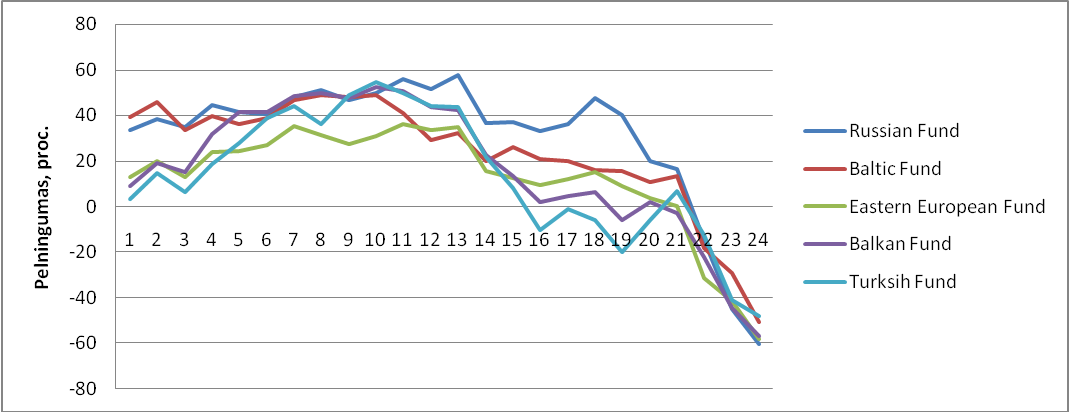 Pelningumas, proc.
80
60
40
20
0
-20
-40
-60
-80
1 2 3 4 5 6 7 8 9 10 11 12 13 14 15 16 17 18 19 20 21 22 23 24
Russian Fund
Baltic Fund
Eastern European Fund
Balkan Fund
Turksih Fund